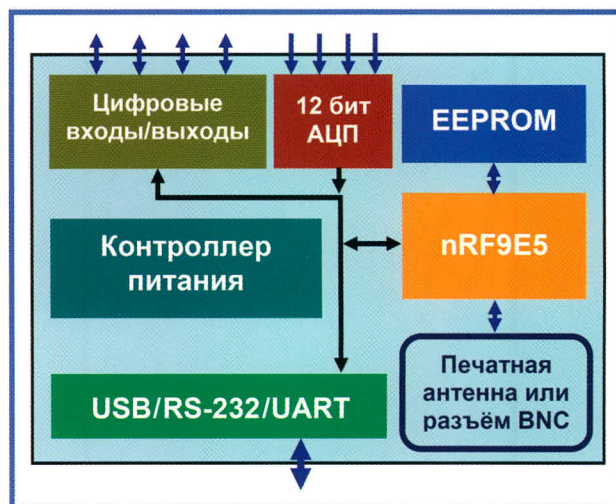 Цифровые
входы/выходы
12 бит
АЦП
EEPROM
Контроллер
питания
nRF9E5
USB/RS-232/UART
Печатная
антенна или
разъём BNC